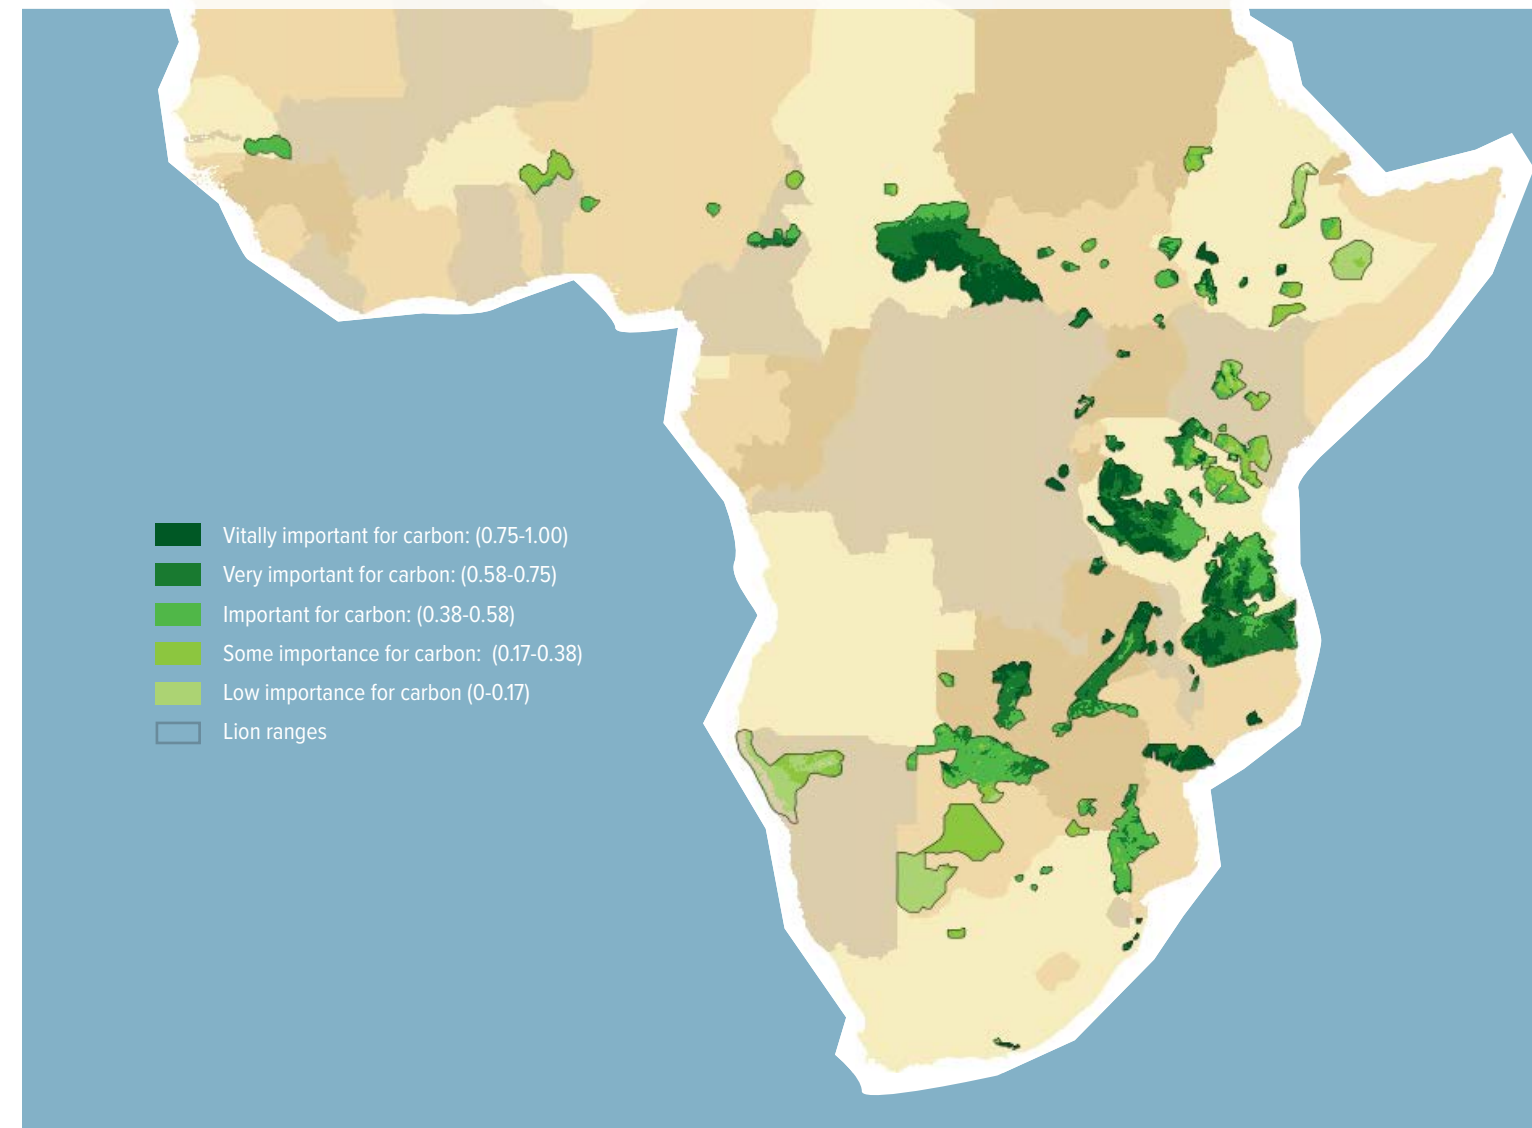 Vitally important for carbon: (0.75-1.00)
Very important for carbon: (0.58-0.75)
Important for carbon: (0.38-0.58)
Some importance for carbon:  (0.17-0.38)
Low importance for carbon (0-0.17)
Lion ranges